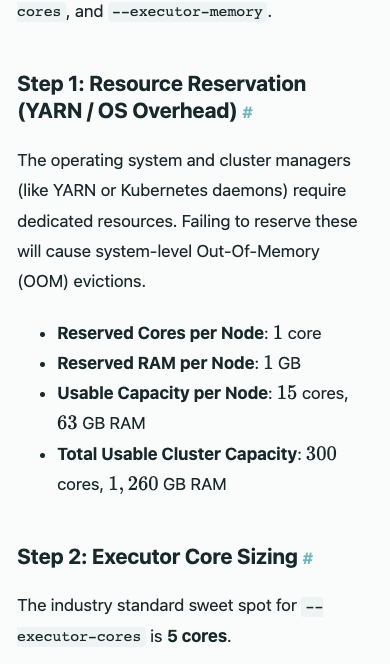 cores, and --executor-memory.
Step 1: Resource Reservation
(YARN / OS Overhead) #
The operating system and cluster managers
(like YARN or Kubernetes daemons) require
dedicated resources. Failing to reserve these
will cause system-level Out-Of-Memory
(OOM) evictions.
• Reserved Cores per Node: 1 core
• Reserved RAM per Node: 1 GB
• Usable Capacity per Node: 15 cores,
63 GB RAM
• Total Usable Cluster Capacity: 300
cores, 1,260 GB RAM
Step 2: Executor Core Sizing #
The industry standard sweet spot for --
executor-cores is 5 cores.